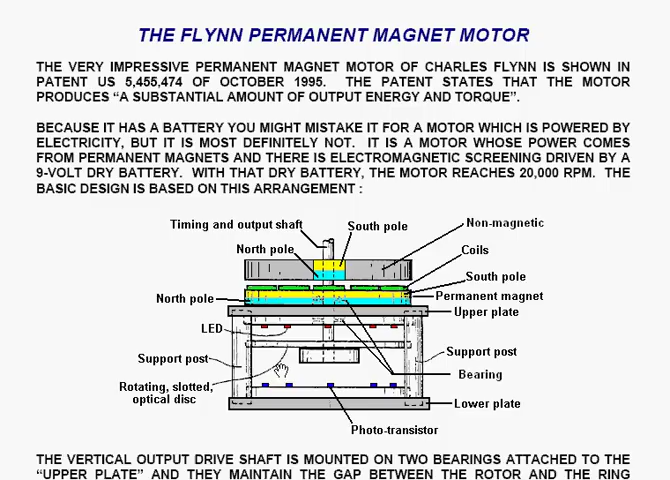 THE FLYNN PERMANENT MAGNET MOTOR
THE VERY IMPRESSIVE PERMANENT MAGNET MOTOR OF CHARLES FLYNN IS SHOWN IN
PATENT US 5,455,474 OF OCTOBER 1995. THE PATENT STATES THAT THE MOTOR
PRODUCES “A SUBSTANTIAL AMOUNT OF OUTPUT ENERGY AND TORQUE”.
BECAUSE IT HAS A BATTERY YOU MIGHT MISTAKE IT FOR A MOTOR WHICH IS POWERED BY
ELECTRICITY, BUT IT IS MOST DEFINITELY NOT. IT IS A MOTOR WHOSE POWER COMES
FROM PERMANENT MAGNETS AND THERE IS ELECTROMAGNETIC SCREENING DRIVEN BY A
9-VOLT DRY BATTERY. WITH THAT DRY BATTERY, THE MOTOR REACHES 20,000 RPM. THE
BASIC DESIGN IS BASED ON THIS ARRANGEMENT :
Timing and output shaft
South pole
Non-magnetic
North pole
Coils
South pole
North pole
Permanent magnet
Upper plate
LED
Support post
Support post
Bearing
Rotating, slotted,
optical disc
Lower plate
Photo-transistor
THE VERTICAL OUTPUT DRIVE SHAFT IS MOUNTED ON TWO BEARINGS ATTACHED TO THE
“UPPER PLATE” AND THEY MAINTAIN THE GAP BETWEEN THE ROTOR AND THE RING